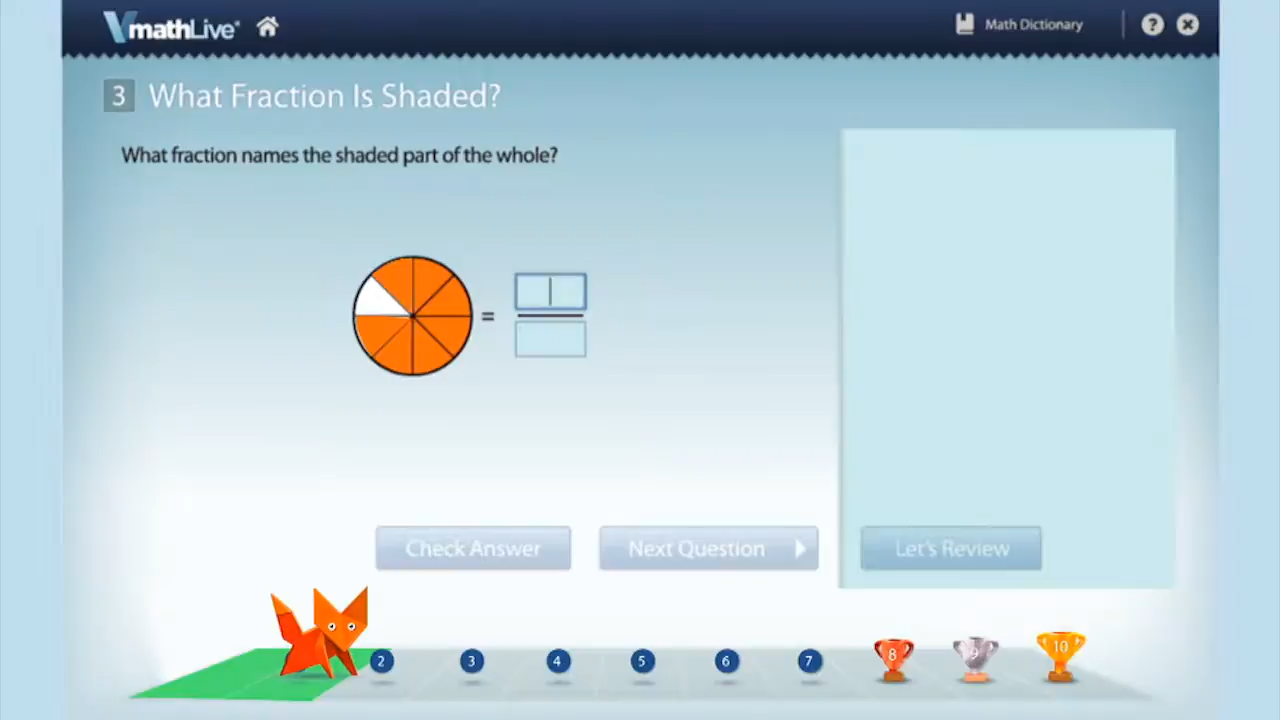 VmathLive®
Math Dictionary
?
3 What Fraction Is Shaded?
What fraction names the shaded part of the whole?
=
Check Answer
Next Question
Let's Review
2 3 4 5 6 7 8 9 10